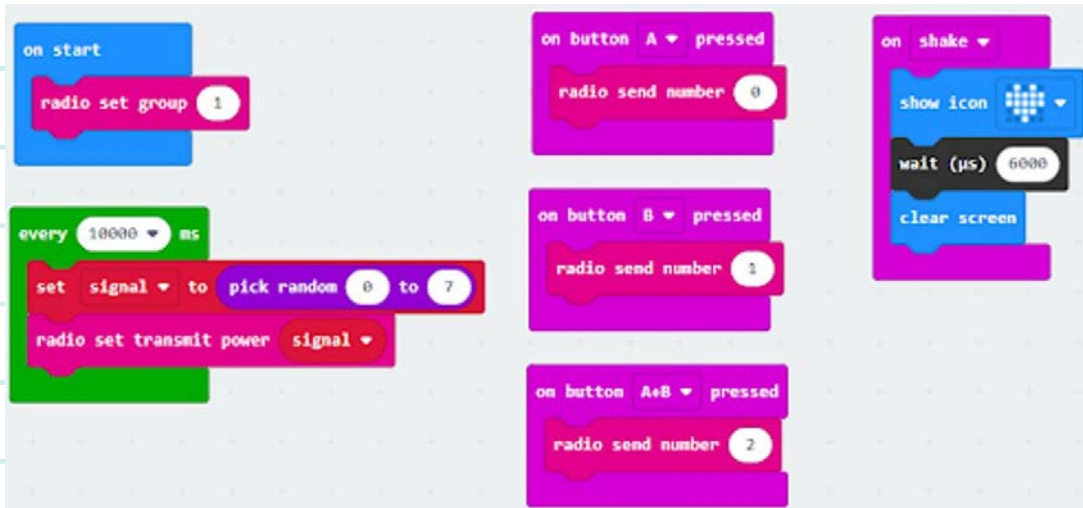 on start
radio set group 1
every 10000 ms
set signal to pick random 0 to 7
radio set transmit power signal
on button A pressed
radio send number 0
on button B pressed
radio send number 1
on button A+B pressed
radio send number 2
on shake
show icon
wait (µs) 6000
clear screen